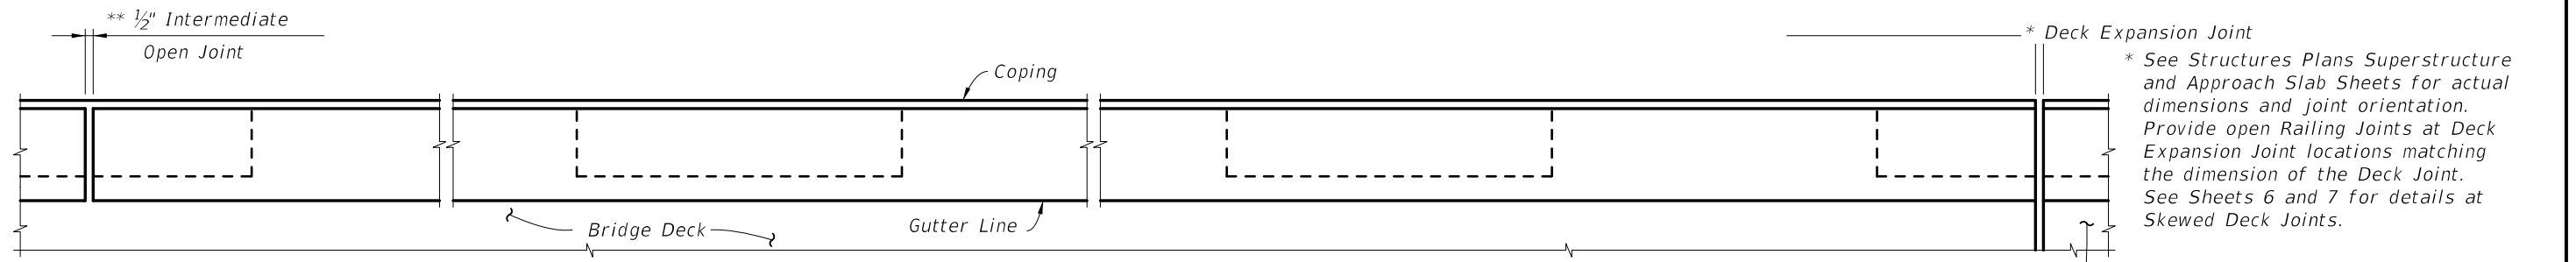 ** ½" Intermediate
Open Joint
* Deck Expansion Joint
* See Structures Plans Superstructure
and Approach Slab Sheets for actual
dimensions and joint orientation.
Provide open Railing Joints at Deck
Expansion Joint locations matching
the dimension of the Deck Joint.
See Sheets 6 and 7 for details at
Skewed Deck Joints.
Coping
Bridge Deck
Gutter Line